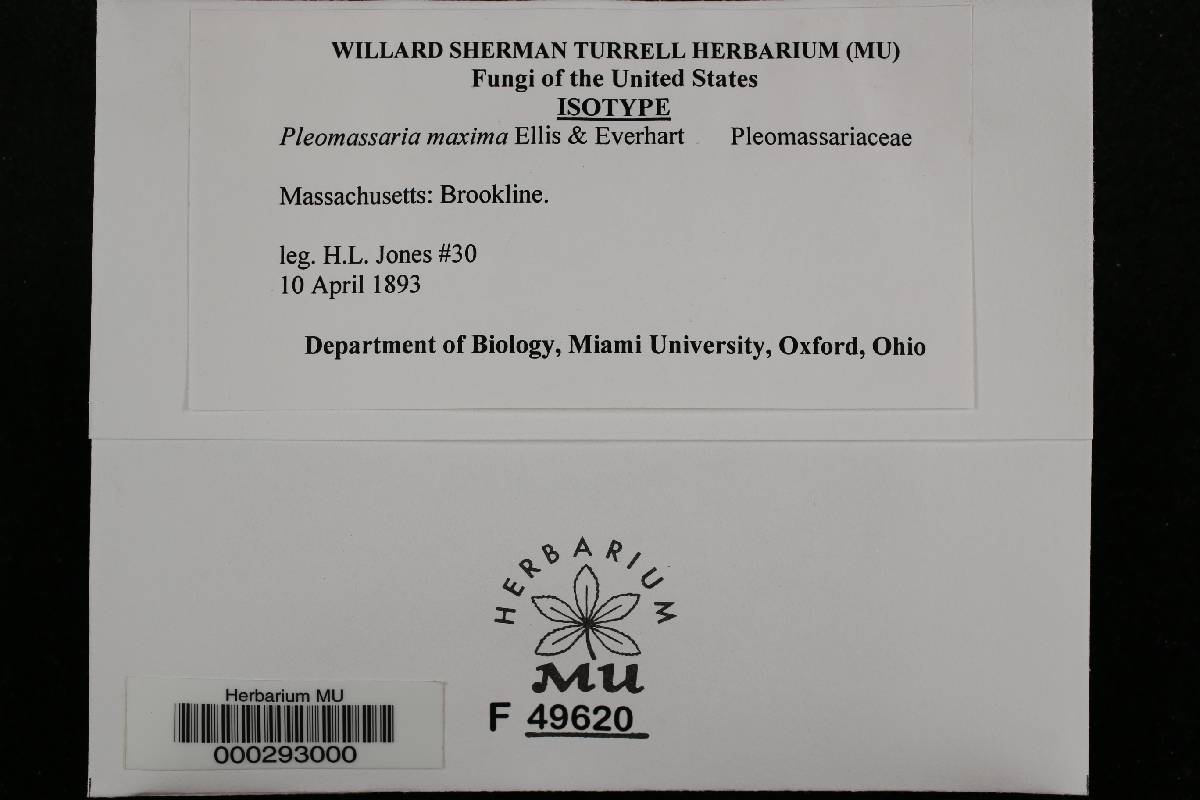 WILLARD SHERMAN TURRELL HERBARIUM (MU)
Fungi of the United States
ISOTYPE
Pleomassaria maxima Ellis & Everhart Pleomassariaceae
Massachusetts: Brookline.
leg. H.L. Jones #30
10 April 1893
Department of Biology, Miami University, Oxford, Ohio
HERBARIUM
MU
F 49620
Herbarium MU
000293000